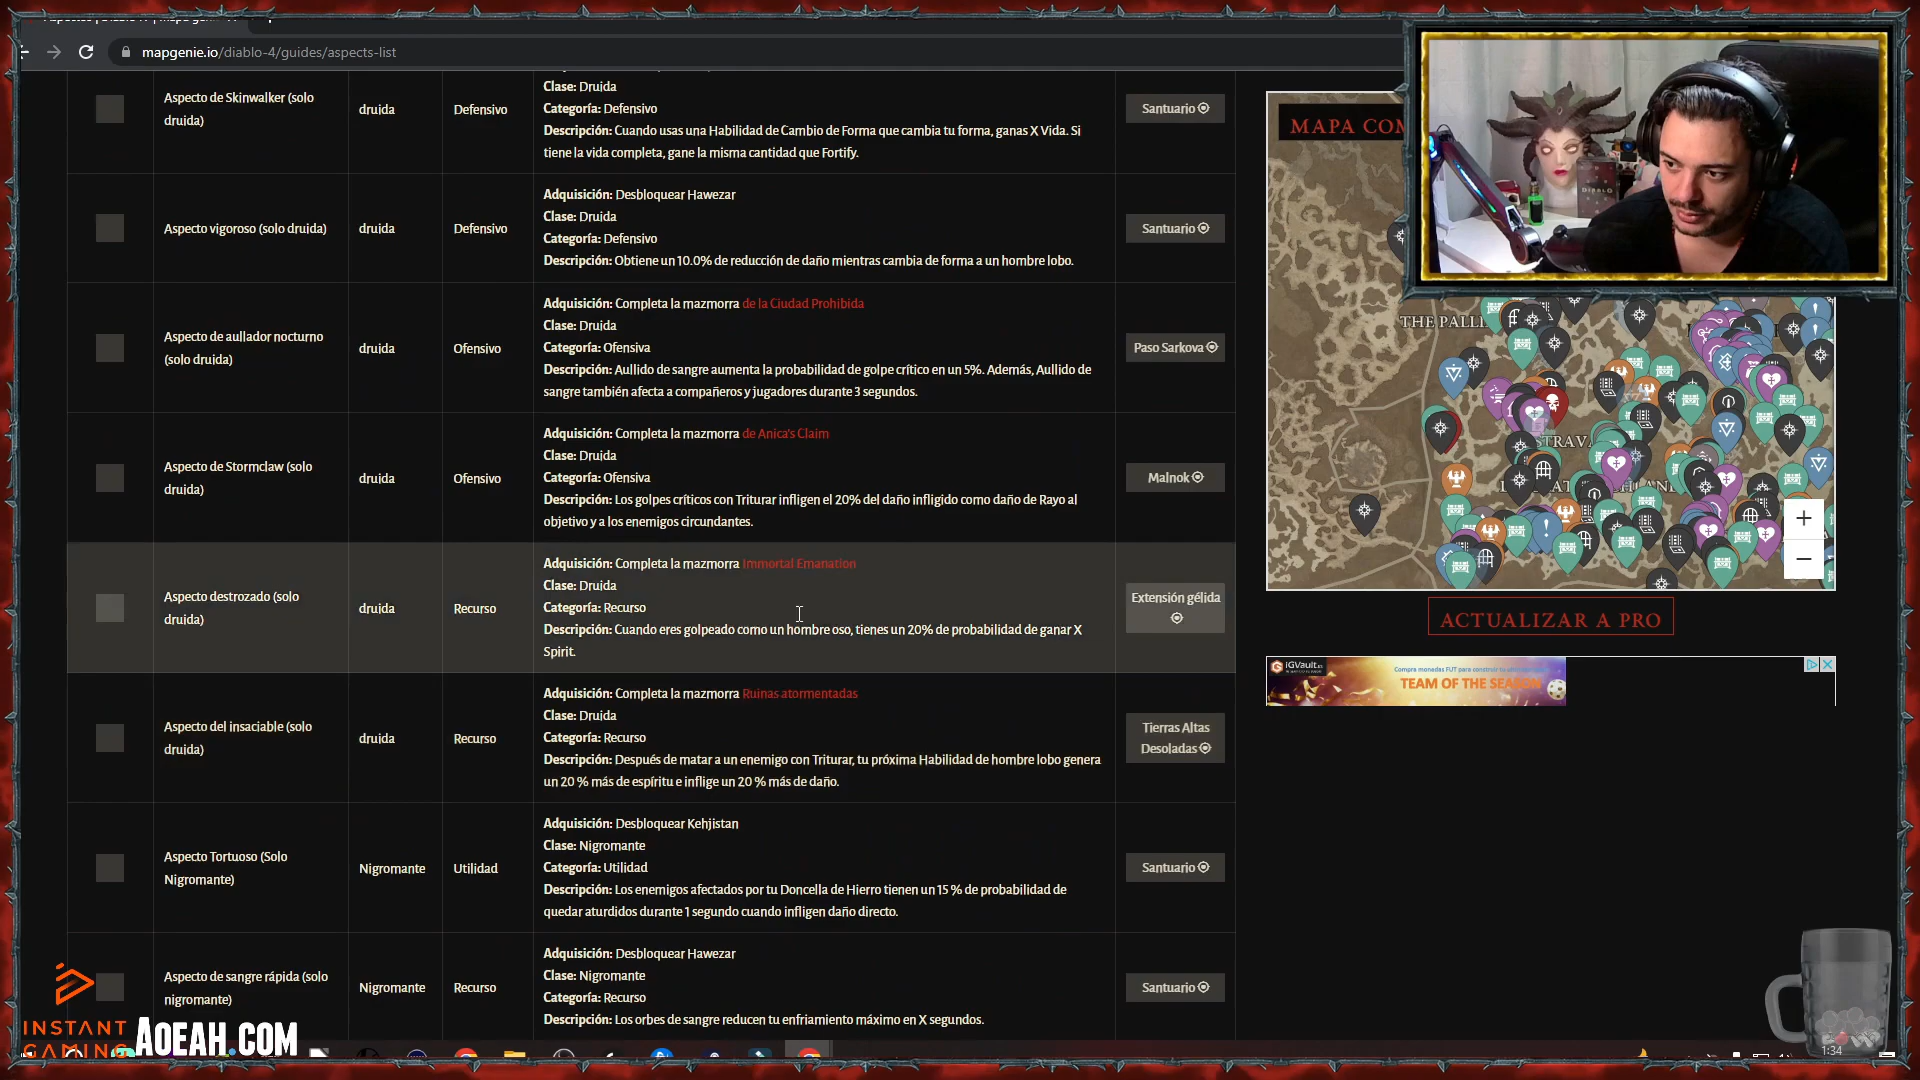 mapgenie.io/diablo-4/guides/aspects-list
Clase: Druida
Aspecto de Skinwalker (solo
druida)
druida
Defensivo
Categoría: Defensivo
Descripción: Cuando usas una Habilidad de Cambio de Forma que cambia tu forma, ganas X Vida. Si
tiene la vida completa, gane la misma cantidad que Fortify.
Santuario
Aspecto vigoroso (solo druida)
druida
Defensivo
Adquisición: Desbloquear Hawezar
Clase: Druida
Categoría: Defensivo
Descripción: Obtiene un 10.0% de reducción de daño mientras cambia de forma a un hombre lobo.
Santuario
Aspecto de aullador nocturno
(solo druida)
druida
Ofensivo
Adquisición: Completa la mazmorra de la Ciudad Prohibida
Clase: Druida
Categoría: Ofensiva
Descripción: Aullido de sangre aumenta la probabilidad de golpe crítico en un 5%. Además, Aullido de
sangre también afecta a compañeros y jugadores durante 3 segundos.
Paso Sarkova
Aspecto de Stormclaw (solo
druida)
druida
Ofensivo
Adquisición: Completa la mazmorra de Anica's Claim
Clase: Druida
Categoría: Ofensiva
Descripción: Los golpes críticos con Triturar infligen el 20% del daño infligido como daño de Rayo al
objetivo y a los enemigos circundantes.
Malnok
Aspecto destrozado (solo
druida)
druida
Recurso
Adquisición: Completa la mazmorra Immortal Emanation
Clase: Druida
Categoría: Recurso
Descripción: Cuando eres golpeado como un hombre oso, tienes un 20% de probabilidad de ganar X
Spirit.
Extensión gélida
Aspecto del insaciable (solo
druida)
druida
Recurso
Adquisición: Completa la mazmorra Ruinas atormentadas
Clase: Druida
Categoría: Recurso
Descripción: Después de matar a un enemigo con Triturar, tu próxima Habilidad de hombre lobo genera
un 20 % más de espíritu e inflige un 20 % más de daño.
Tierras Altas
Desoladas
Aspecto Tortuoso (Solo
Nigromante)
Nigromante
Utilidad
Adquisición: Desbloquear Kehjistan
Clase: Nigromante
Categoría: Utilidad
Descripción: Los enemigos afectados por tu Doncella de Hierro tienen un 15 % de probabilidad de
quedar aturdidos durante 1 segundo cuando infligen daño directo.
Santuario
Aspecto de sangre rápida (solo
nigromante)
Nigromante
Recurso
Adquisición: Desbloquear Hawezar
Clase: Nigromante
Categoría: Recurso
Descripción: Los orbes de sangre reducen tu enfriamiento máximo en X segundos.
Santuario
MAPA COM
DIABLO
THE PALL
STRAVA
ACTUALIZAR A PRO
iGVault
Compra monedas FUT para construir tu
TEAM OF THE SEASON
INSTANT
GAMING
AOEAH.COM
1:34